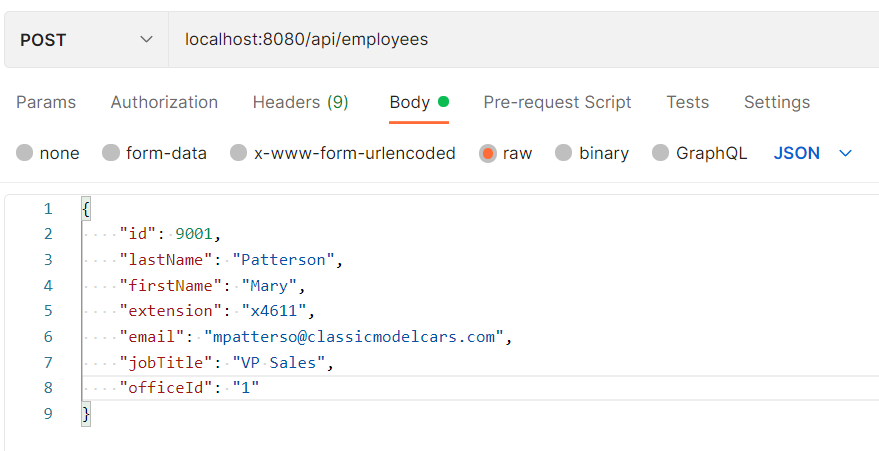 POST localhost:8080/api/employees
Params Authorization Headers (9) Body Pre-request Script Tests Settings
none form-data x-www-form-urlencoded raw binary GraphQL JSON
1 {
2 "id": 9001,
3 "lastName": "Patterson",
4 "firstName": "Mary",
5 "extension": "x4611",
6 "email": "mpatterso@classicmodelcars.com",
7 "jobTitle": "VP Sales",
8 "officeId": "1"
9 }